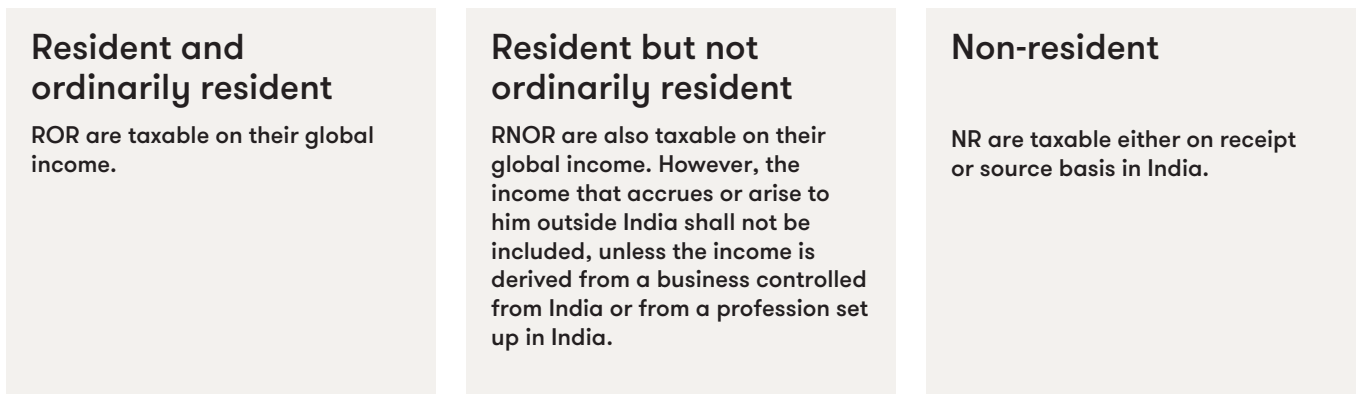 Resident and
ordinarily resident
ROR are taxable on their global
income.
Resident but not
ordinarily resident
RNOR are also taxable on their
global income. However, the
income that accrues or arise to
him outside India shall not be
included, unless the income is
derived from a business controlled
from India or from a profession set
up in India.
Non-resident
NR are taxable either on receipt
or source basis in India.